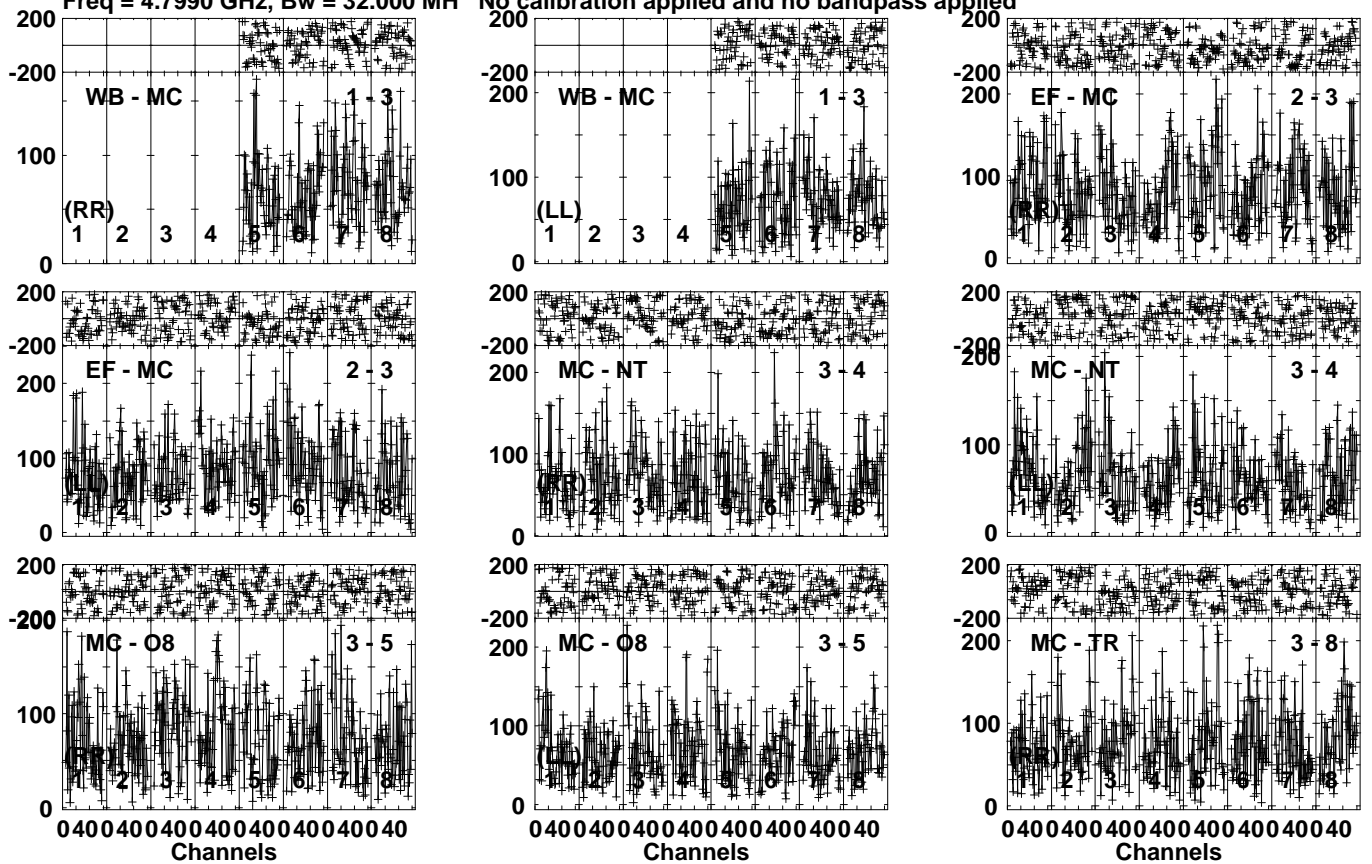 Freq = 4.7990 GHz, Bw = 32.000 MH No calibration applied and no bandpass applied
200
-200
WB - MC 1 - 3
100
(RR)
1 2 3 4 5 6 7 8
0
200
-200
WB - MC 1 - 3
200
100
(LL)
1 2 3 4 5 6 7 8
0
200
-200
EF - MC 2 - 3
200
100
(RR)
1 2 3 4 5 6 7 8
0
200
-200
EF - MC 2 - 3
200
100
(LL)
1 2 3 4 5 6 7 8
0
200
-200
MC - NT 3 - 4
200
100
(RR)
1 2 3 4 5 6 7 8
0
200
-200
MC - NT 3 - 4
200
100
(LL)
1 2 3 4 5 6 7 8
0
200
-200
200
MC - O8 3 - 5
100
(RR)
1 2 3 4 5 6 7 8
0
0 40 0 40 0 40 0 40 0 40 0 40 0 40 0 40
Channels
200
-200
MC - O8 3 - 5
200
100
(LL)
1 2 3 4 5 6 7 8
0
0 40 0 40 0 40 0 40 0 40 0 40 0 40 0 40
Channels
200
-200
MC - TR 3 - 8
200
100
(RR)
1 2 3 4 5 6 7 8
0
0 40 0 40 0 40 0 40 0 40 0 40 0 40 0 40
Channels